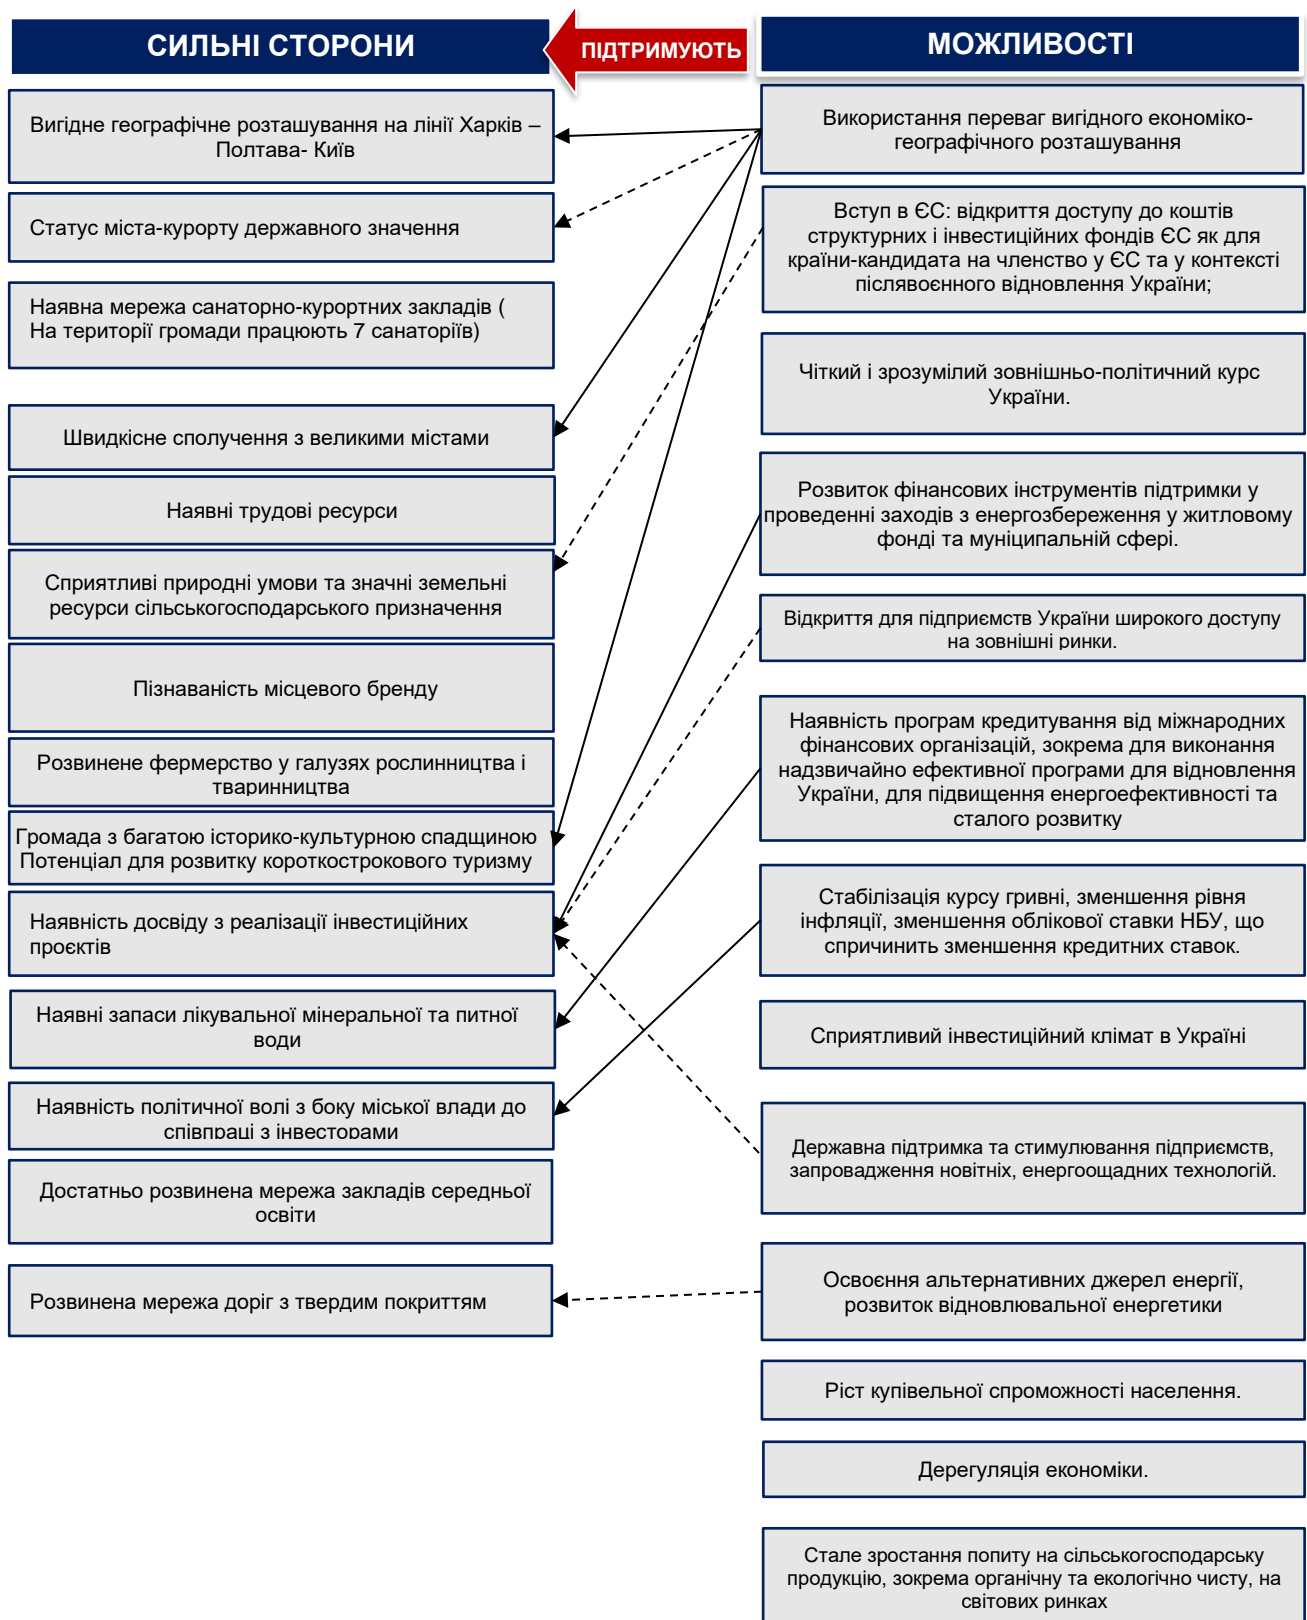 СИЛЬНІ СТОРОНИ
ПІДТРИМУЮТЬ
МОЖЛИВОСТІ
Вигідне географічне розташування на лінії Харків –
Полтава- Київ
Статус міста-курорту державного значення
Наявна мережа санаторно-курортних закладів (
На території громади працюють 7 санаторіїв)
Швидкісне сполучення з великими містами
Наявні трудові ресурси
Сприятливі природні умови та значні земельні
ресурси сільськогосподарського призначення
Пізнаваність місцевого бренду
Розвинене фермерство у галузях рослинництва і
тваринництва
Громада з багатою історико-культурною спадщиною
Потенціал для розвитку короткострокового туризму
Наявність досвіду з реалізації інвестиційних
проєктів
Наявні запаси лікувальної мінеральної та питної
води
Наявність політичної волі з боку міської влади до
співпраці з інвесторами
Достатньо розвинена мережа закладів середньої
освіти
Розвинена мережа доріг з твердим покриттям
Використання переваг вигідного економіко-
географічного розташування
Вступ в ЄС: відкриття доступу до коштів
структурних і інвестиційних фондів ЄС як для
країни-кандидата на членство у ЄС та у контексті
післявоєнного відновлення України;
Чіткий і зрозумілий зовнішньо-політичний курс
України.
Розвиток фінансових інструментів підтримки у
проведенні заходів з енергозбереження у житловому
фонді та муніципальній сфері.
Відкриття для підприємств України широкого доступу
на зовнішні ринки.
Наявність програм кредитування від міжнародних
фінансових організацій, зокрема для виконання
надзвичайно ефективної програми для відновлення
України, для підвищення енергоефективності та
сталого розвитку
Стабілізація курсу гривні, зменшення рівня
інфляції, зменшення облікової ставки НБУ, що
спричинить зменшення кредитних ставок.
Сприятливий інвестиційний клімат в Україні
Державна підтримка та стимулювання підприємств,
запровадження новітніх, енергоощадних технологій.
Освоєння альтернативних джерел енергії,
розвиток відновлювальної енергетики
Ріст купівельної спроможності населення.
Дерегуляція економіки.
Стале зростання попиту на сільськогосподарську
продукцію, зокрема органічну та екологічно чисту, на
світових ринках